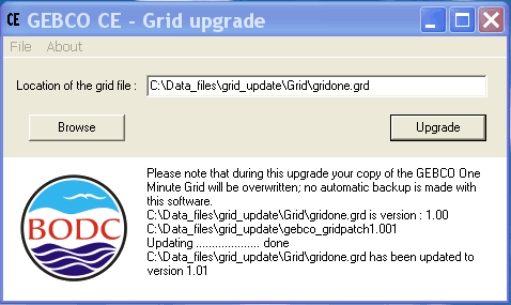 CE GEBCO CE - Grid upgrade
File About
Location of the grid file : C:\Data_files\grid_update\Grid\gridone.grd
Browse Upgrade
Please note that during this upgrade your copy of the GEBCO One
Minute Grid will be overwritten; no automatic backup is made with
this software.
C:\Data_files\grid_update\Grid\gridone.grd is version : 1.00
C:\Data_files\grid_update\gebco_gridpatch1.001
Updating .................... done
C:\Data_files\grid_update\Grid\gridone.grd has been updated to
version 1.01
BODC